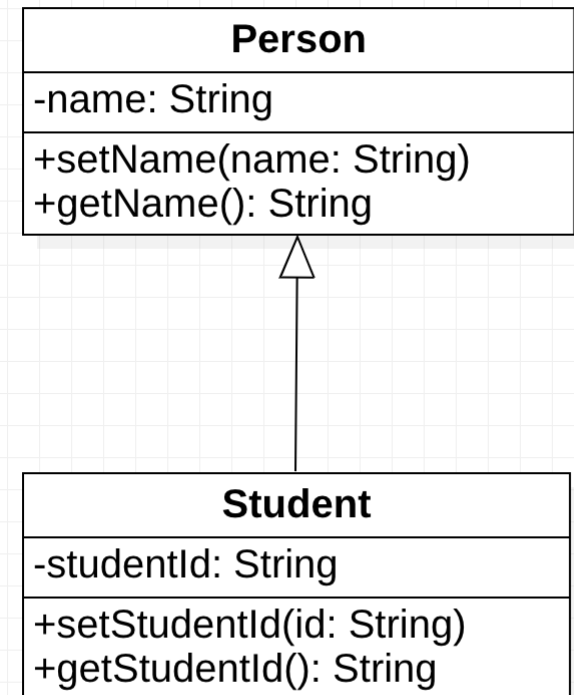 Person
-name: String
+setName(name: String)
+getName(): String
Student
-studentId: String
+setStudentId(id: String)
+getStudentId(): String